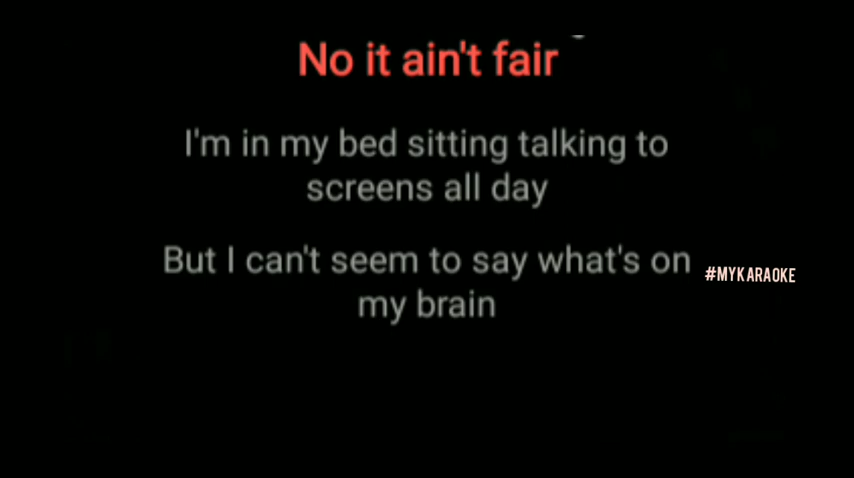 No it ain't fair
I'm in my bed sitting talking to
screens all day
But I can't seem to say what's on
my brain
#MYKARAOKE